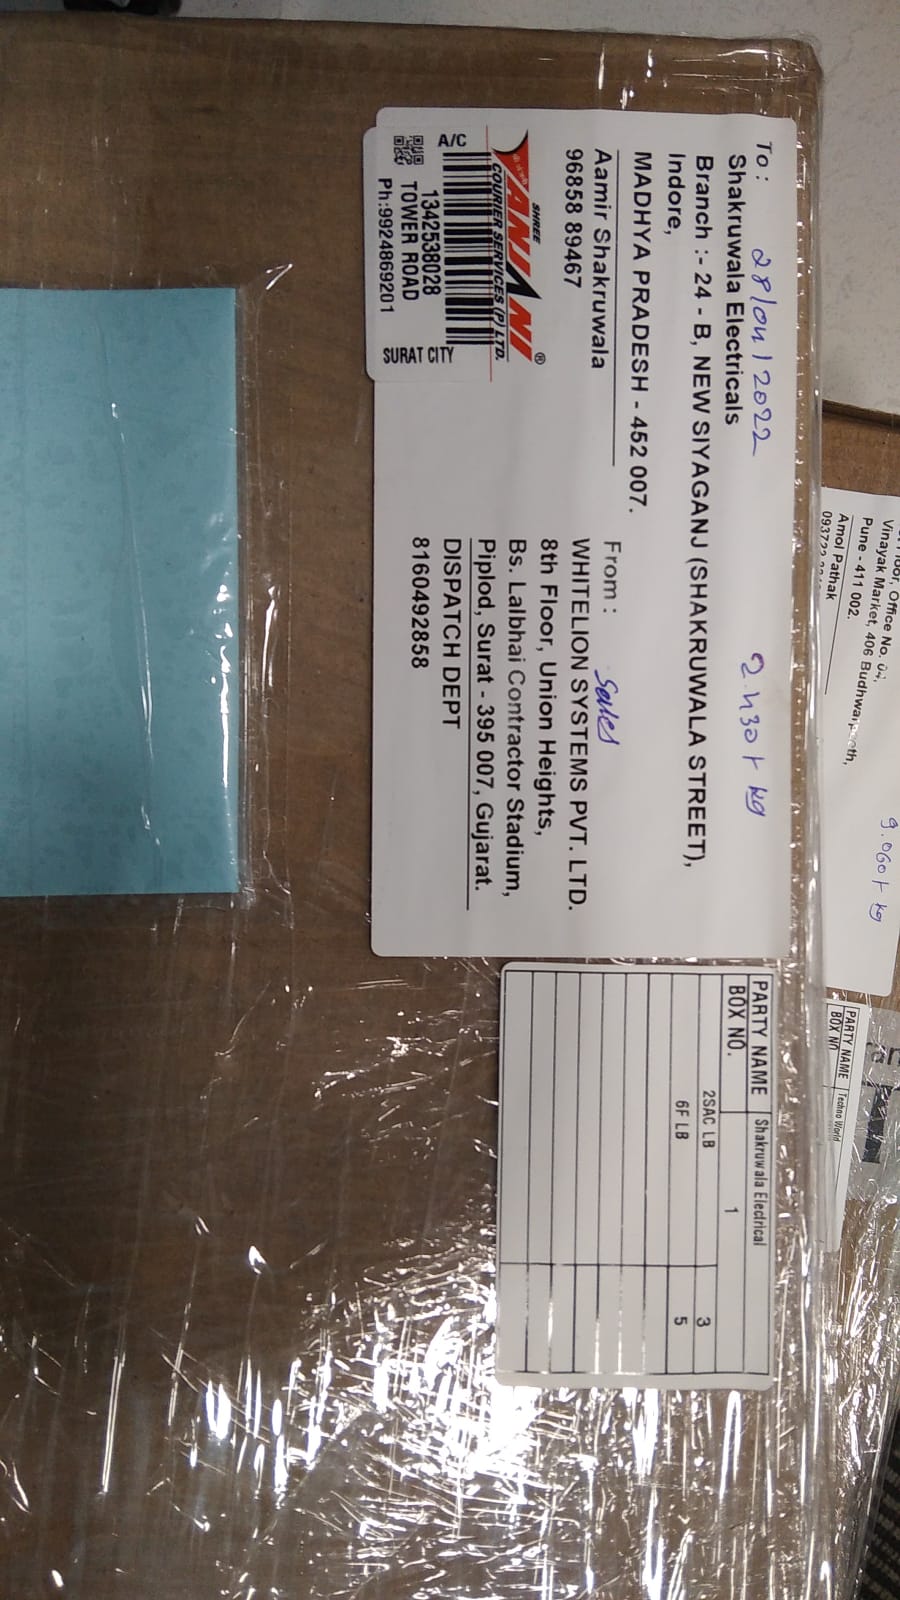 To : 28/04/2022 2.430+ kg
Shakruwala Electricals
Branch :- 24 - B, NEW SIYAGANJ (SHAKRUWALA STREET),
Indore,
MADHYA PRADESH - 452 007.
Aamir Shakruwala
96858 89467
From : Sales
WHITELION SYSTEMS PVT. LTD.
8th Floor, Union Heights,
Bs. Lalbhai Contractor Stadium,
Piplod, Surat - 395 007, Gujarat.
DISPATCH DEPT
8160492858
SHREE
ANJANI ®
COURIER SERVICES (P) LTD.
A/C
1342538028
TOWER ROAD
Ph:9924869201
SURAT CITY
PARTY NAME Shakruwala Electrical
BOX NO. 1
2SAC LB 3
6F LB 5
Office No.
Vinayak Market, 406
Pune - 411 002.
Amol Pathak
9.060+ kg
PARTY NAME Techno World
BOX NO